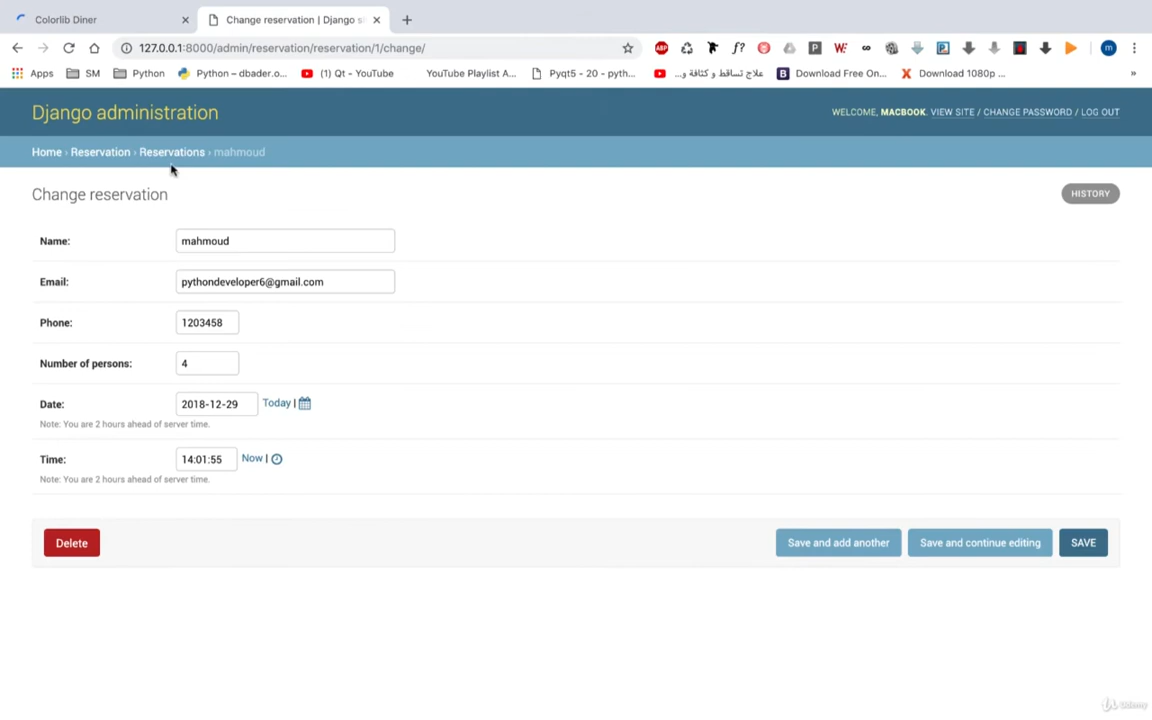 Colorlib Diner
Change reservation | Django si
127.0.0.1:8000/admin/reservation/reservation/1/change/
Apps SM Python Python – dbader.o... (1) Qt - YouTube YouTube Playlist A... Pyqt5 - 20 - pyth... علاج تساقط و كثافة و... Download Free On... Download 1080p ... »
Django administration
WELCOME, MACBOOK. VIEW SITE / CHANGE PASSWORD / LOG OUT
Home › Reservation › Reservations › mahmoud
Change reservation
HISTORY
Name: mahmoud
Email: pythondeveloper6@gmail.com
Phone: 1203458
Number of persons: 4
Date: 2018-12-29 Today |
Note: You are 2 hours ahead of server time.
Time: 14:01:55 Now |
Note: You are 2 hours ahead of server time.
Delete Save and add another Save and continue editing SAVE
Udemy